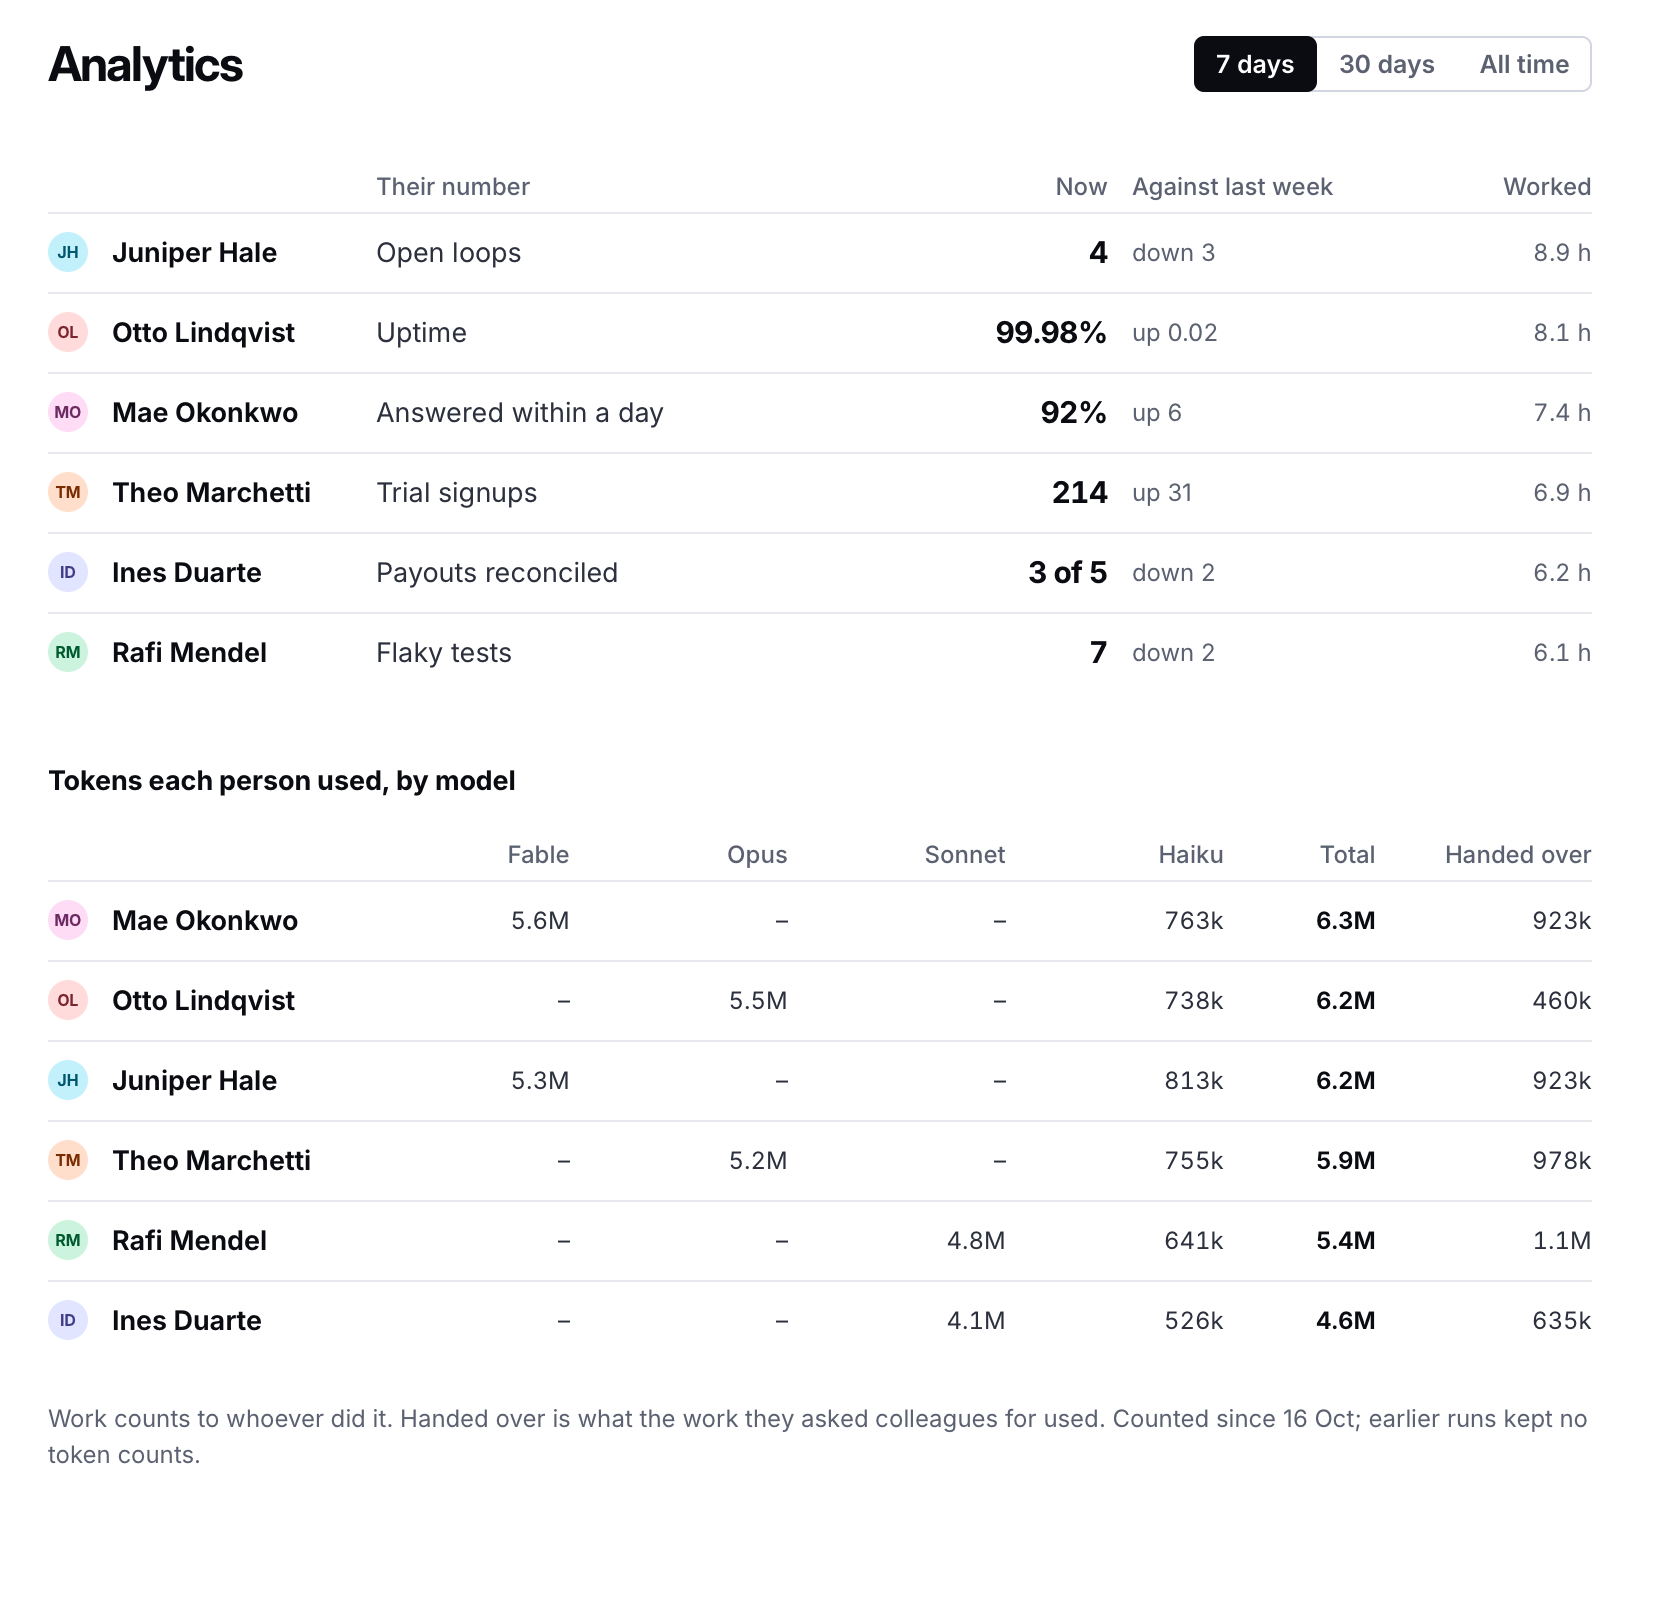 Analytics
7 days 30 days All time
Their number Now Against last week Worked
JH Juniper Hale Open loops 4 down 3 8.9 h
OL Otto Lindqvist Uptime 99.98% up 0.02 8.1 h
MO Mae Okonkwo Answered within a day 92% up 6 7.4 h
TM Theo Marchetti Trial signups 214 up 31 6.9 h
ID Ines Duarte Payouts reconciled 3 of 5 down 2 6.2 h
RM Rafi Mendel Flaky tests 7 down 2 6.1 h
Tokens each person used, by model
Fable Opus Sonnet Haiku Total Handed over
MO Mae Okonkwo 5.6M – – 763k 6.3M 923k
OL Otto Lindqvist – 5.5M – 738k 6.2M 460k
JH Juniper Hale 5.3M – – 813k 6.2M 923k
TM Theo Marchetti – 5.2M – 755k 5.9M 978k
RM Rafi Mendel – – 4.8M 641k 5.4M 1.1M
ID Ines Duarte – – 4.1M 526k 4.6M 635k
Work counts to whoever did it. Handed over is what the work they asked colleagues for used. Counted since 16 Oct; earlier runs kept no
token counts.